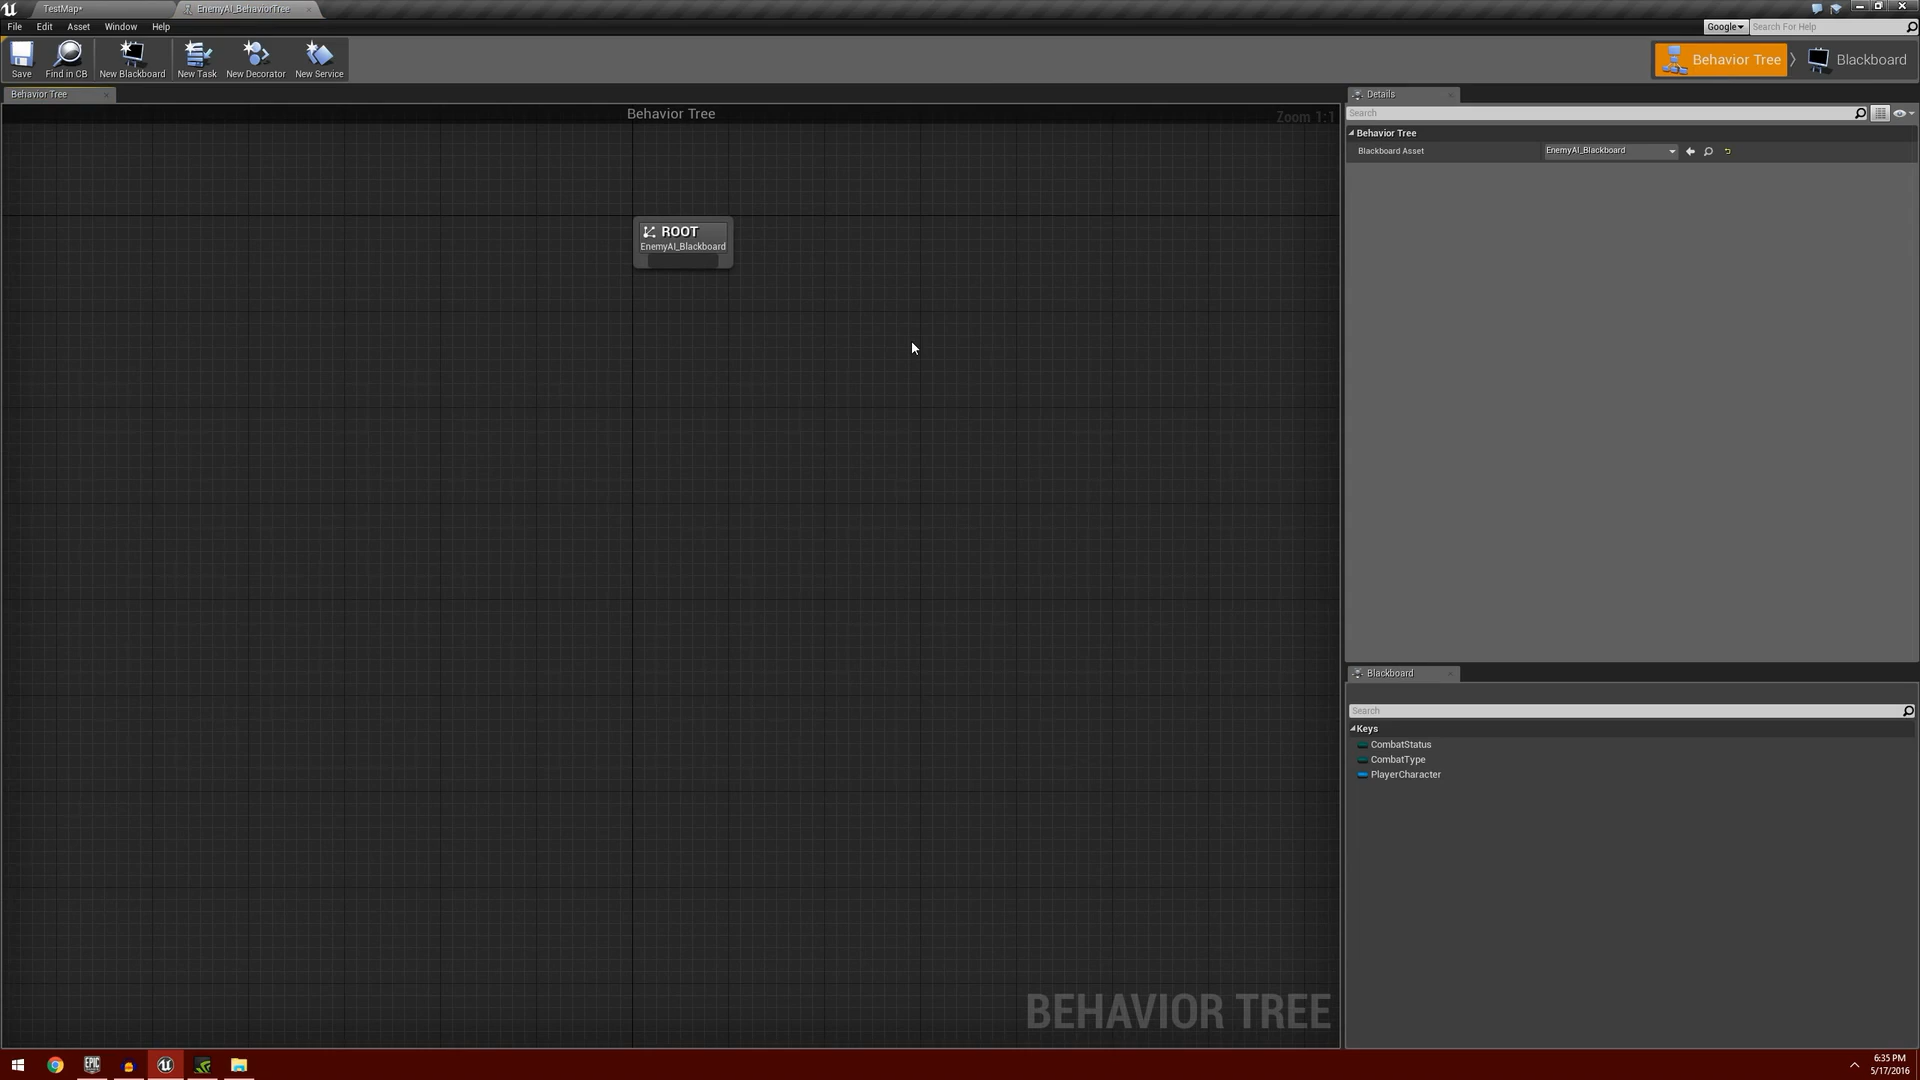 TestMap*
EnemyAI_BehaviorTree
File Edit Asset Window Help
Google
Search For Help
Save
Find in CB
New Blackboard
New Task
New Decorator
New Service
Behavior Tree
Blackboard
Behavior Tree
Behavior Tree
Zoom 1:1
ROOT
EnemyAI_Blackboard
BEHAVIOR TREE
Details
Search
Behavior Tree
Blackboard Asset
EnemyAI_Blackboard
Blackboard
Search
Keys
CombatStatus
CombatType
PlayerCharacter
EPIC
6:35 PM
5/17/2016